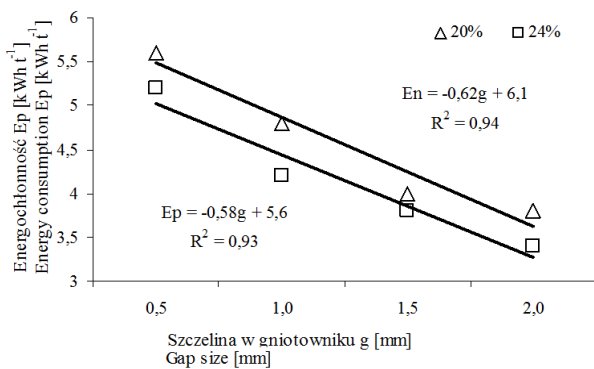 Energochłonność Ep [kWh t-1]
Energy consumption Ep [kWh t-1]
6
5,5
5
4,5
4
3,5
3
20%
24%
En = -0,62g + 6,1
R2 = 0,94
Ep = -0,58g + 5,6
R2 = 0,93
0,5
1,0
1,5
2,0
Szczelina w gniotowniku g [mm]
Gap size [mm]